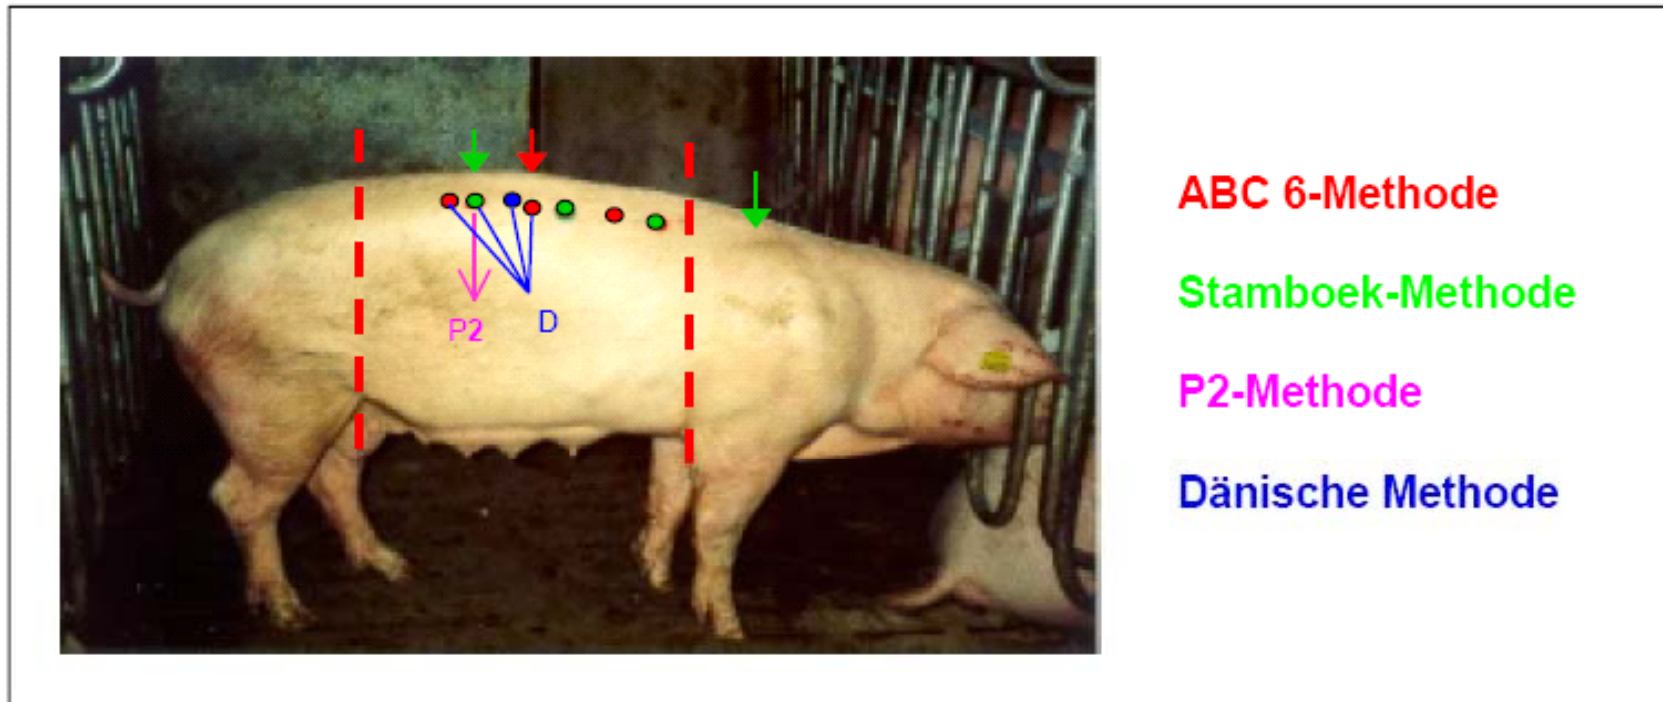 ABC 6-Methode
Stamboek-Methode
P2
D
P2-Methode
Dänische Methode